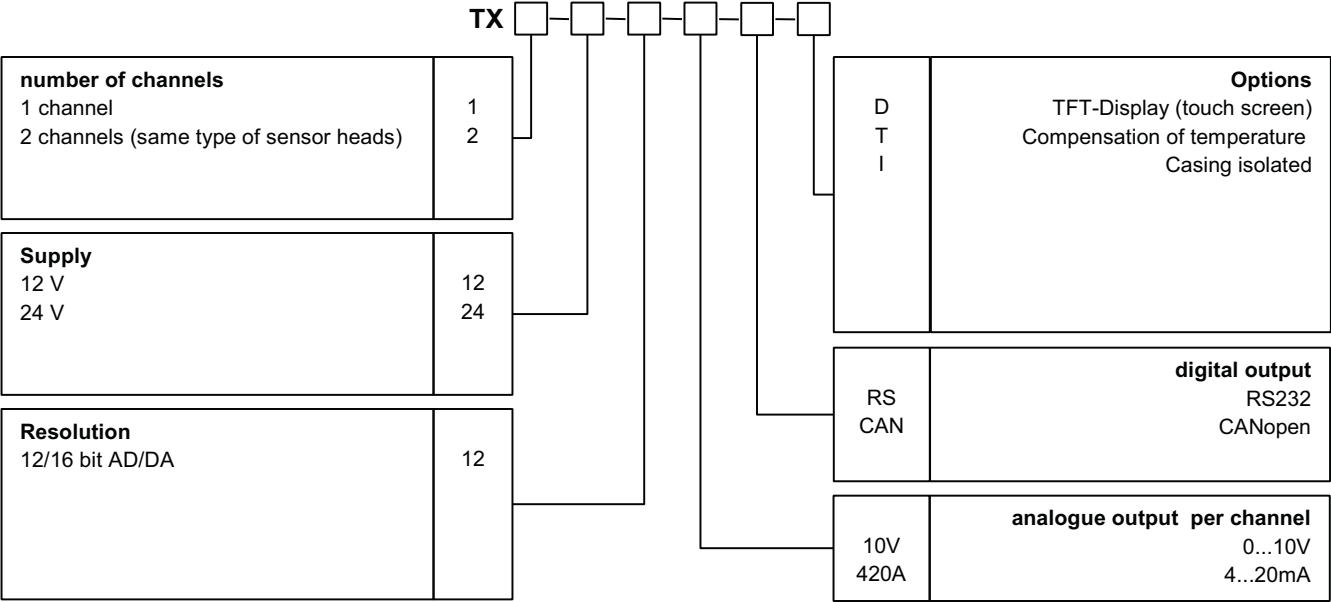 TX
number of channels
1 channel 1
2 channels (same type of sensor heads) 2
Supply
12 V 12
24 V 24
Resolution
12/16 bit AD/DA 12
Options
D TFT-Display (touch screen)
T Compensation of temperature
I Casing isolated
digital output
RS RS232
CAN CANopen
analogue output per channel
10V 0...10V
420A 4...20mA